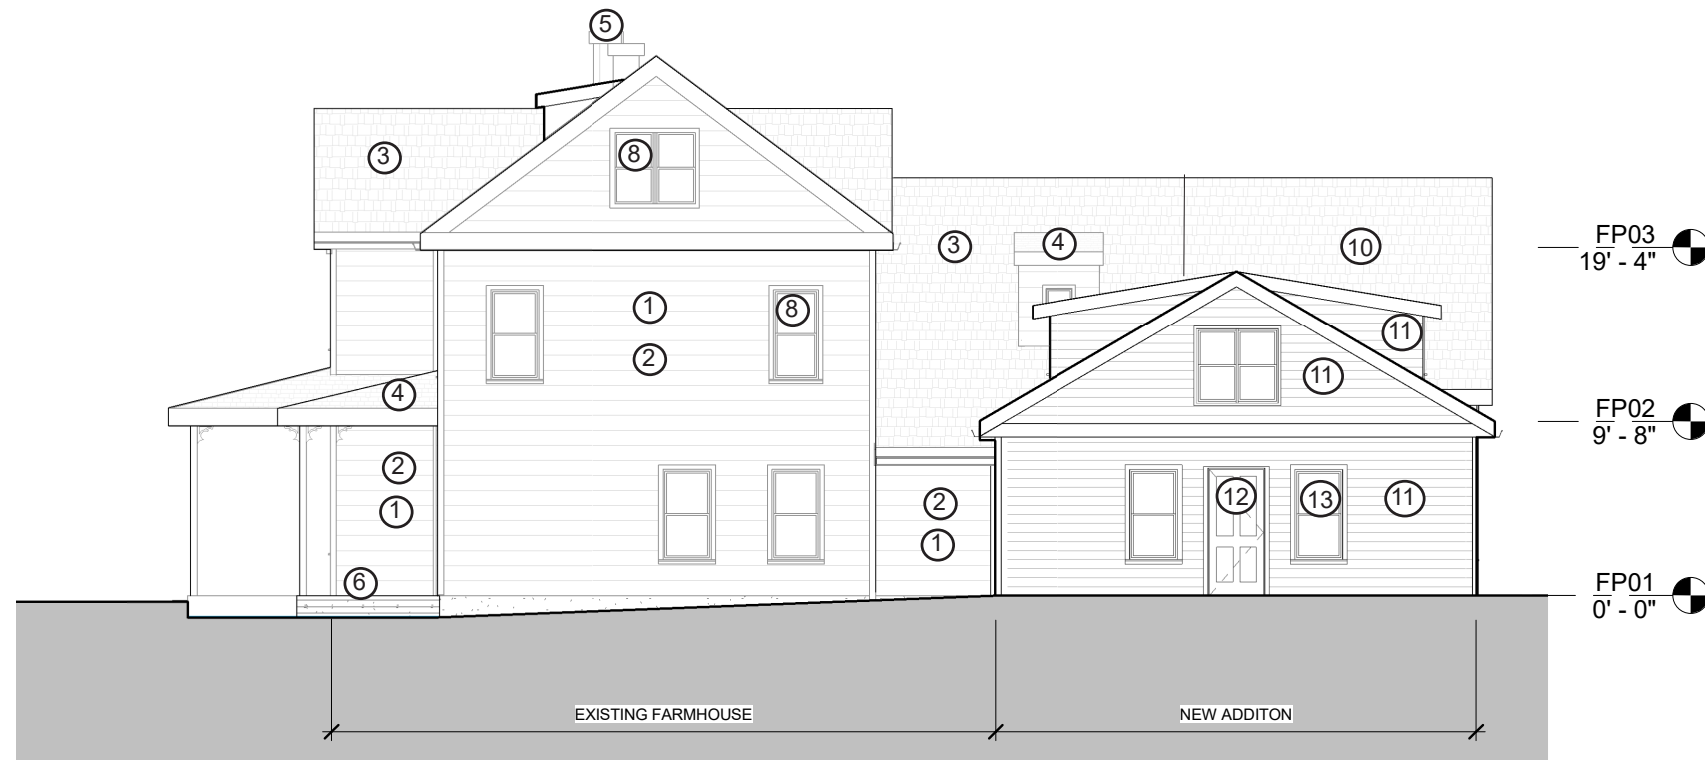 5
3
8
3
4
10
FP03
19' - 4"
1
8
11
2
11
4
FP02
9' - 8"
2
2
12
13
11
1
1
6
FP01
0' - 0"
EXISTING FARMHOUSE
NEW ADDITON